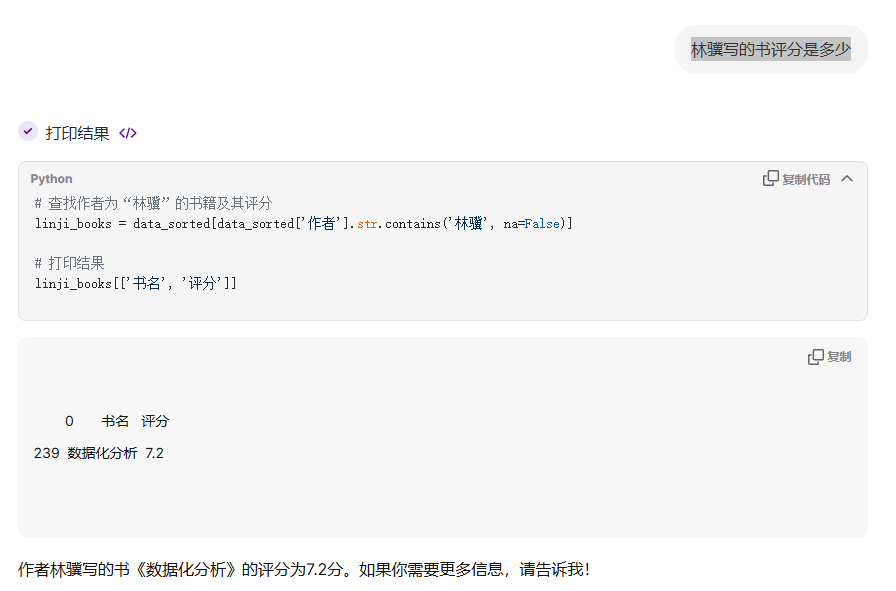 林骥写的书评分是多少
打印结果 </>
Python
复制代码
# 查找作者为“林骥”的书籍及其评分
linji_books = data_sorted[data_sorted['作者'].str.contains('林骥', na=False)]
# 打印结果
linji_books[['书名', '评分']]
复制
0 书名 评分
239 数据化分析 7.2
作者林骥写的书《数据化分析》的评分为7.2分。如果你需要更多信息，请告诉我！